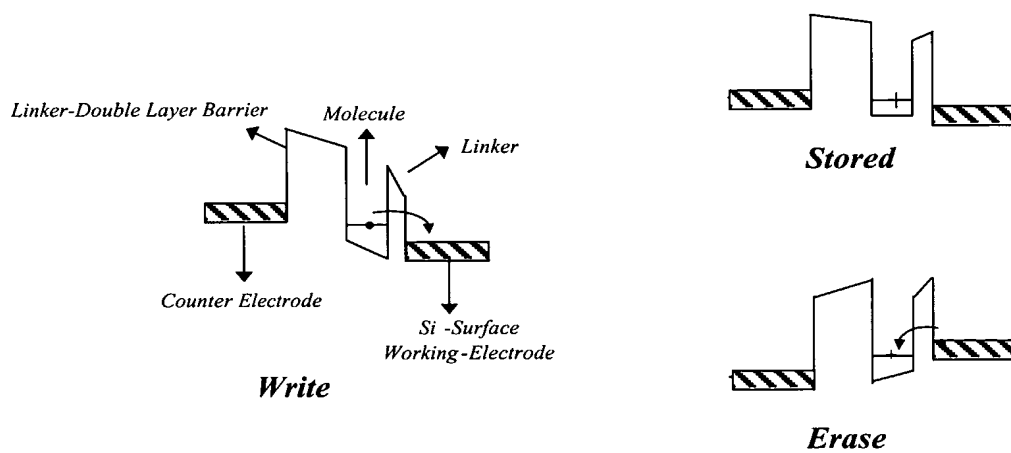 Linker-Double Layer Barrier
Molecule
Linker
Counter Electrode
Si -Surface
Working-Electrode
Write
Stored
Erase